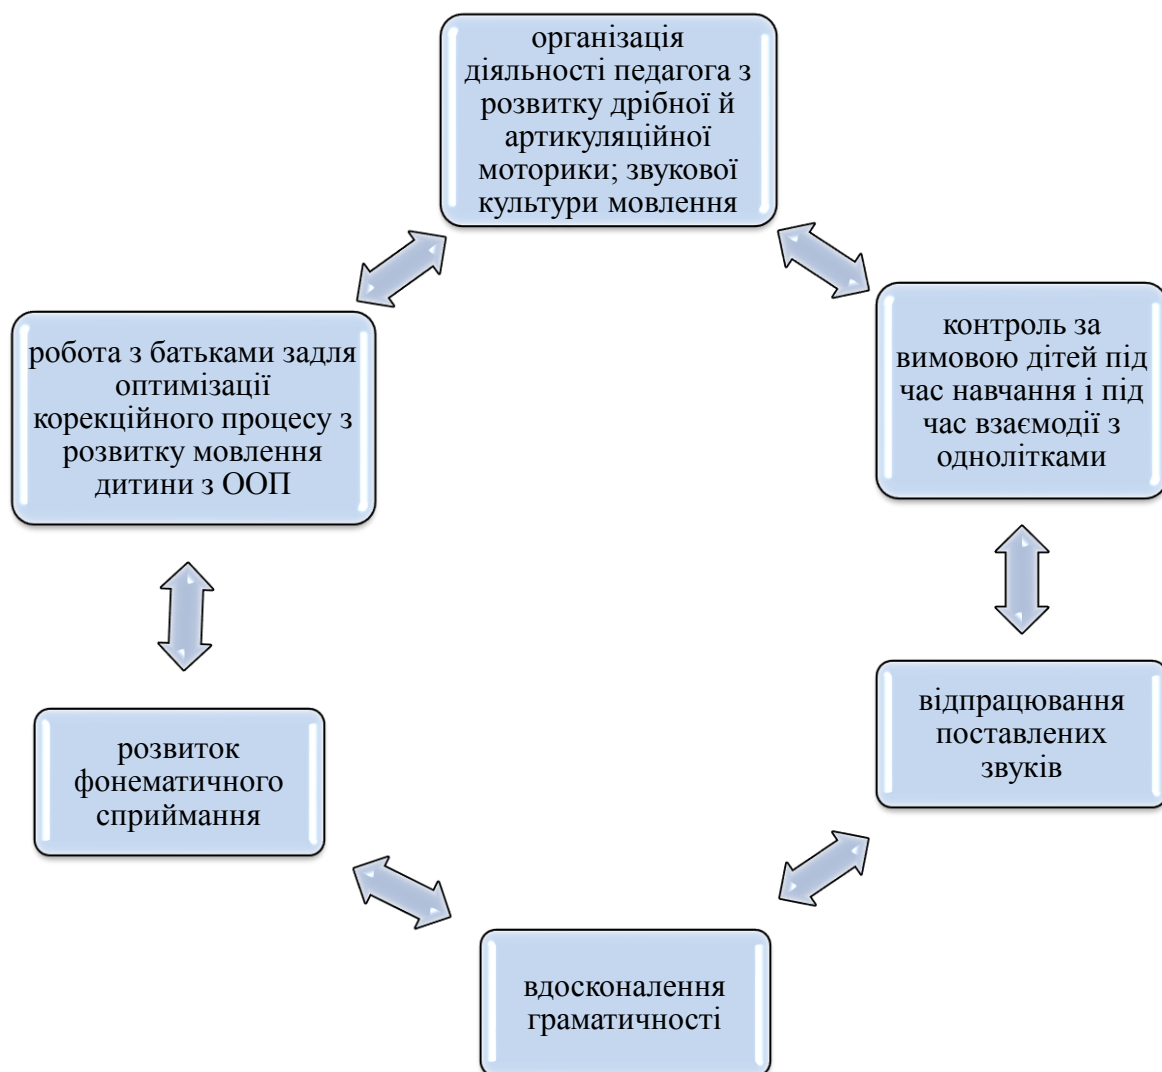 організація
діяльності педагога з
розвитку дрібної й
артикуляційної
моторики; звукової
культури мовлення
контроль за
вимовою дітей під
час навчання і під
час взаємодії з
однолітками
відпрацювання
поставлених
звуків
вдосконалення
граматичності
розвиток
фонематичного
сприймання
робота з батьками задля
оптимізації
корекційного процесу з
розвитку мовлення
дитини з ООП